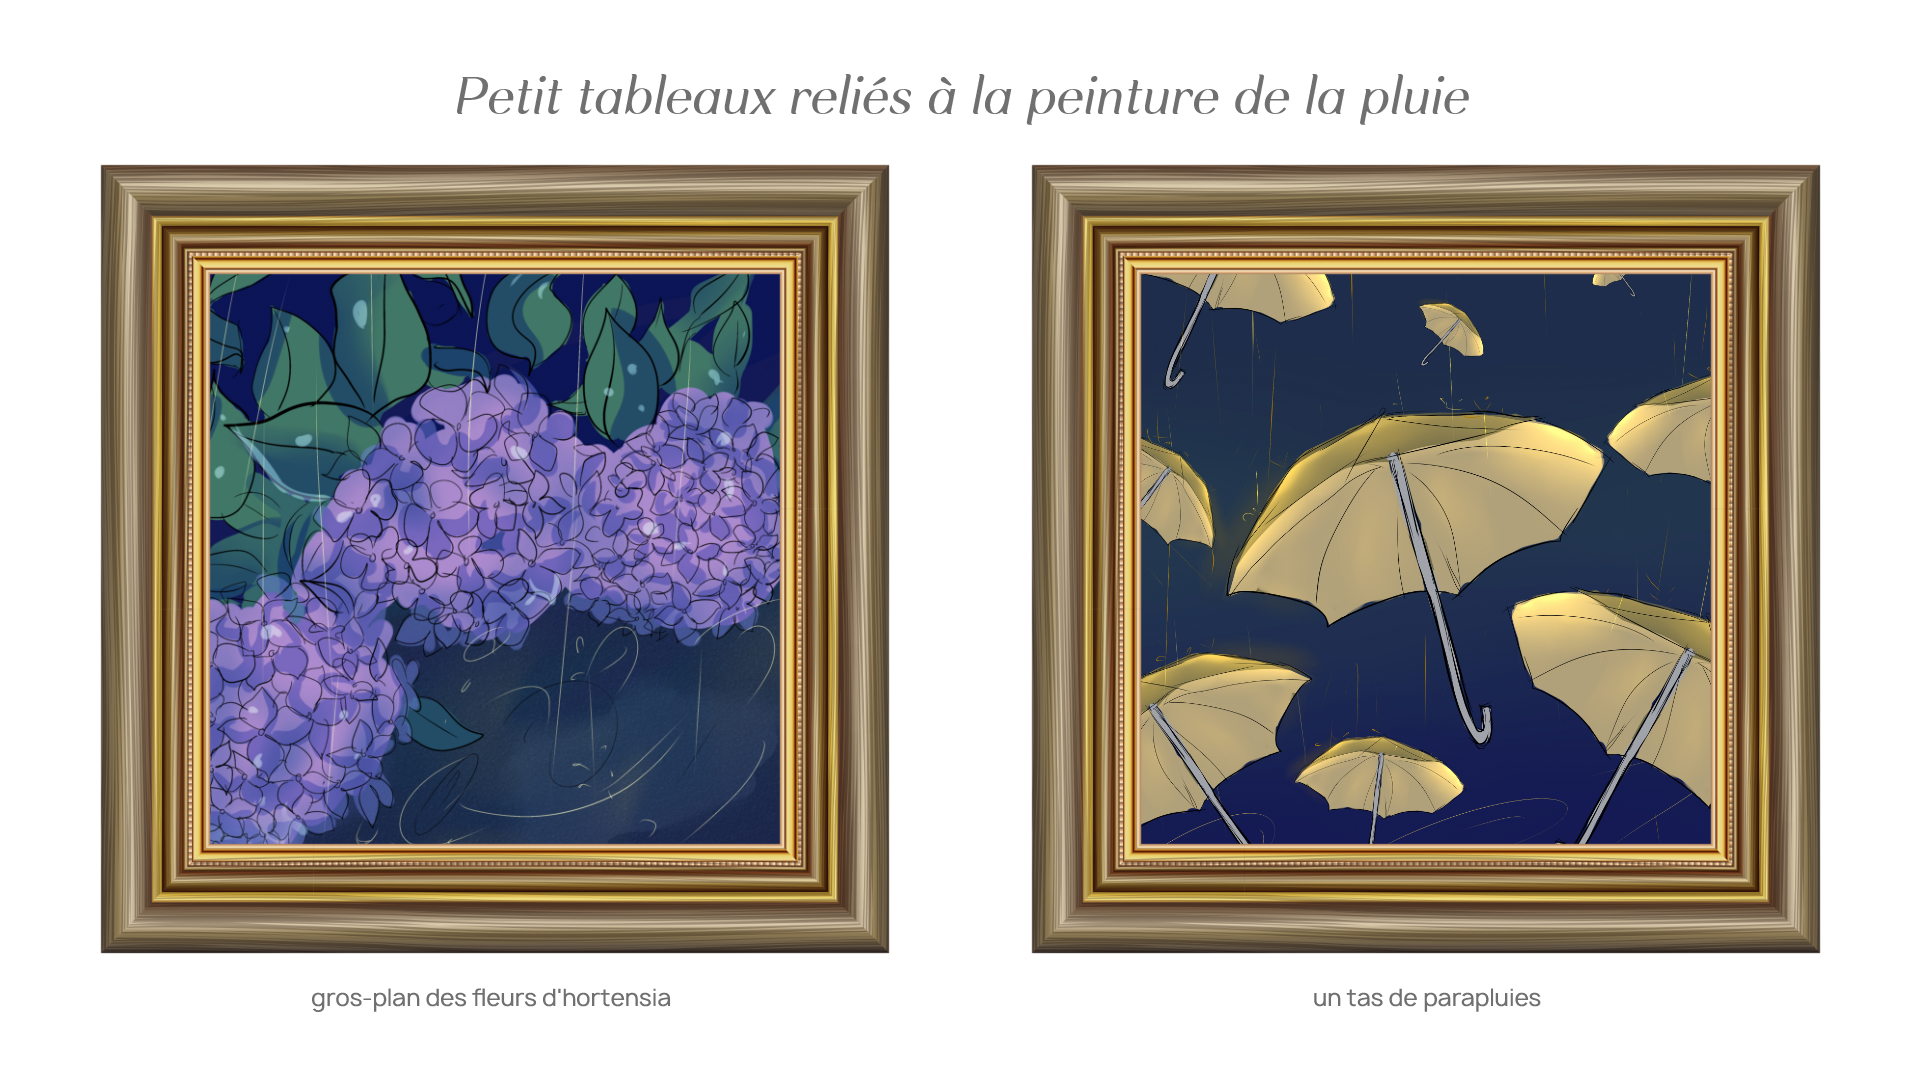 Petit tableaux reliés à la peinture de la pluie
gros-plan des fleurs d'hortensia
un tas de parapluies